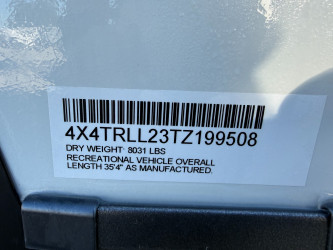 4X4TRLL23TZ199508
DRY WEIGHT: 8031 LBS
RECREATIONAL VEHICLE OVERALL
LENGTH 35'4" AS MANUFACTURED.